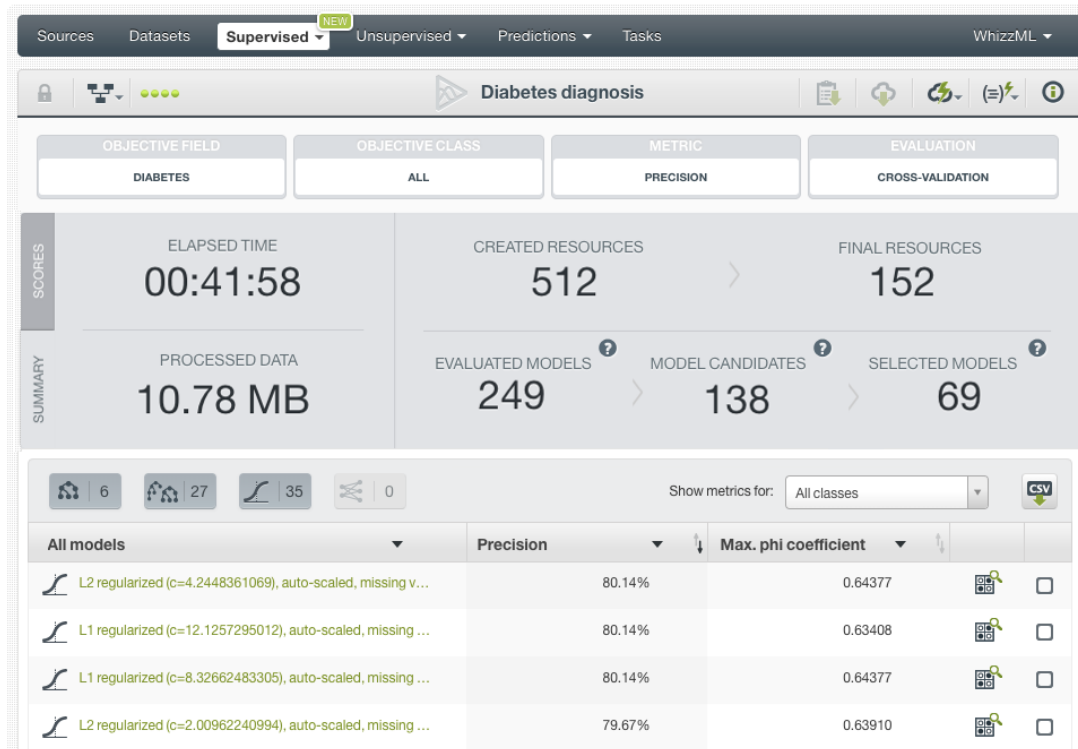 NEW
Sources Datasets Supervised Unsupervised Predictions Tasks WhizzML
Diabetes diagnosis
OBJECTIVE FIELD OBJECTIVE CLASS METRIC EVALUATION
DIABETES ALL PRECISION CROSS-VALIDATION
SCORES
SUMMARY
ELAPSED TIME CREATED RESOURCES FINAL RESOURCES
00:41:58 512 152
PROCESSED DATA EVALUATED MODELS ? MODEL CANDIDATES ? SELECTED MODELS ?
10.78 MB 249 138 69
6 27 35 0 Show metrics for: All classes CSV
All models Precision Max. phi coefficient
L2 regularized (c=4.2448361069), auto-scaled, missing v... 80.14% 0.64377
L1 regularized (c=12.1257295012), auto-scaled, missing ... 80.14% 0.63408
L1 regularized (c=8.32662483305), auto-scaled, missing ... 80.14% 0.64377
L2 regularized (c=2.00962240994), auto-scaled, missing ... 79.67% 0.63910